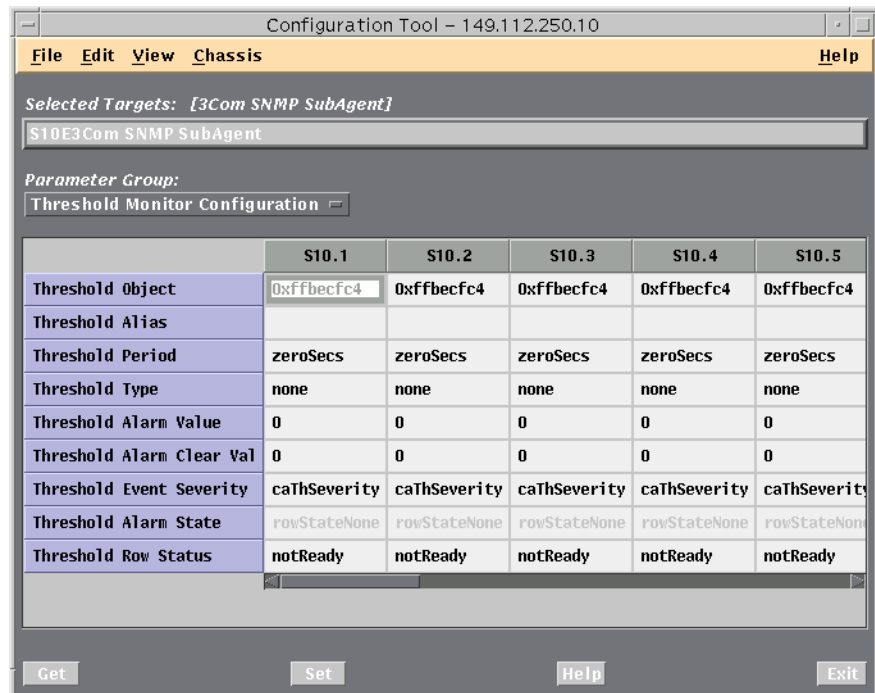 Configuration Tool – 149.112.250.10
File Edit View Chassis Help
Selected Targets: [3Com SNMP SubAgent]
S10E3Com SNMP SubAgent
Parameter Group:
Threshold Monitor Configuration
S10.1 S10.2 S10.3 S10.4 S10.5
Threshold Object 0xffbecfc4 0xffbecfc4 0xffbecfc4 0xffbecfc4 0xffbecfc4
Threshold Alias
Threshold Period zeroSecs zeroSecs zeroSecs zeroSecs zeroSecs
Threshold Type none none none none none
Threshold Alarm Value 0 0 0 0 0
Threshold Alarm Clear Val 0 0 0 0 0
Threshold Event Severity caThSeverity caThSeverity caThSeverity caThSeverity caThSeverity
Threshold Alarm State rowStateNone rowStateNone rowStateNone rowStateNone rowStateNone
Threshold Row Status notReady notReady notReady notReady notReady
Get Set Help Exit